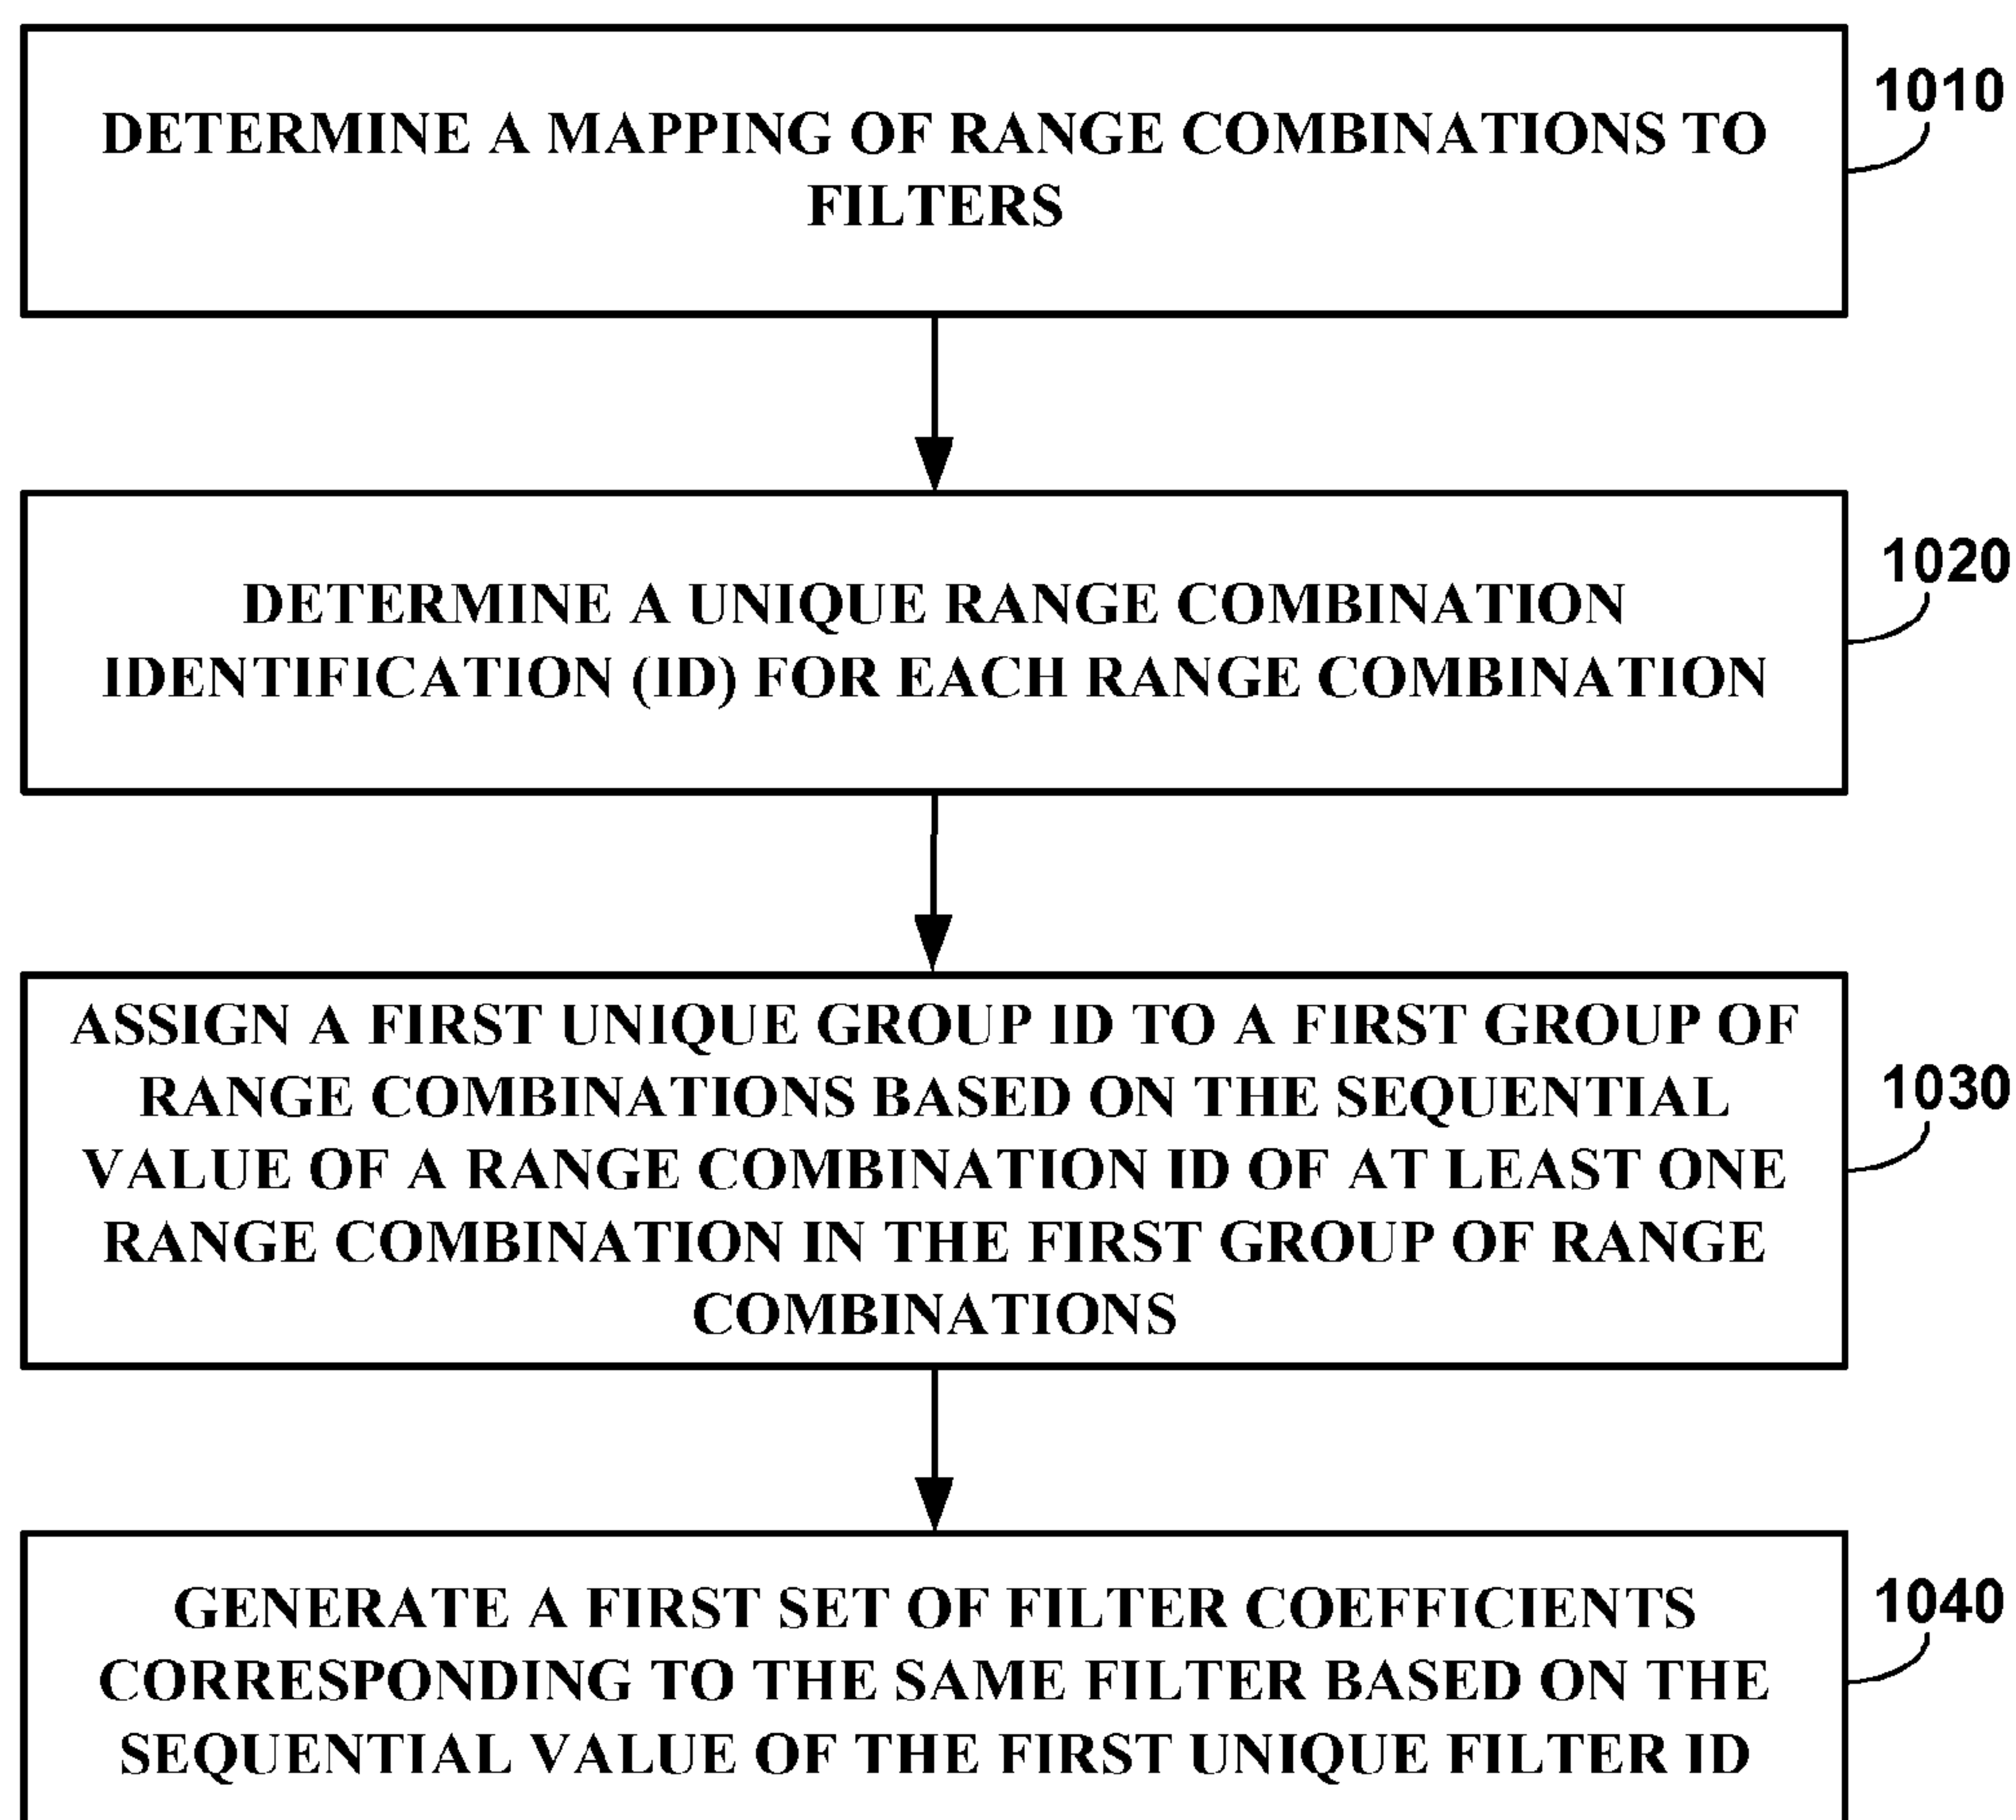 DETERMINE A MAPPING OF RANGE COMBINATIONS TO
FILTERS
1010
DETERMINE A UNIQUE RANGE COMBINATION
IDENTIFICATION (ID) FOR EACH RANGE COMBINATION
1020
ASSIGN A FIRST UNIQUE GROUP ID TO A FIRST GROUP OF
RANGE COMBINATIONS BASED ON THE SEQUENTIAL
VALUE OF A RANGE COMBINATION ID OF AT LEAST ONE
RANGE COMBINATION IN THE FIRST GROUP OF RANGE
COMBINATIONS
1030
GENERATE A FIRST SET OF FILTER COEFFICIENTS
CORRESPONDING TO THE SAME FILTER BASED ON THE
SEQUENTIAL VALUE OF THE FIRST UNIQUE FILTER ID
1040